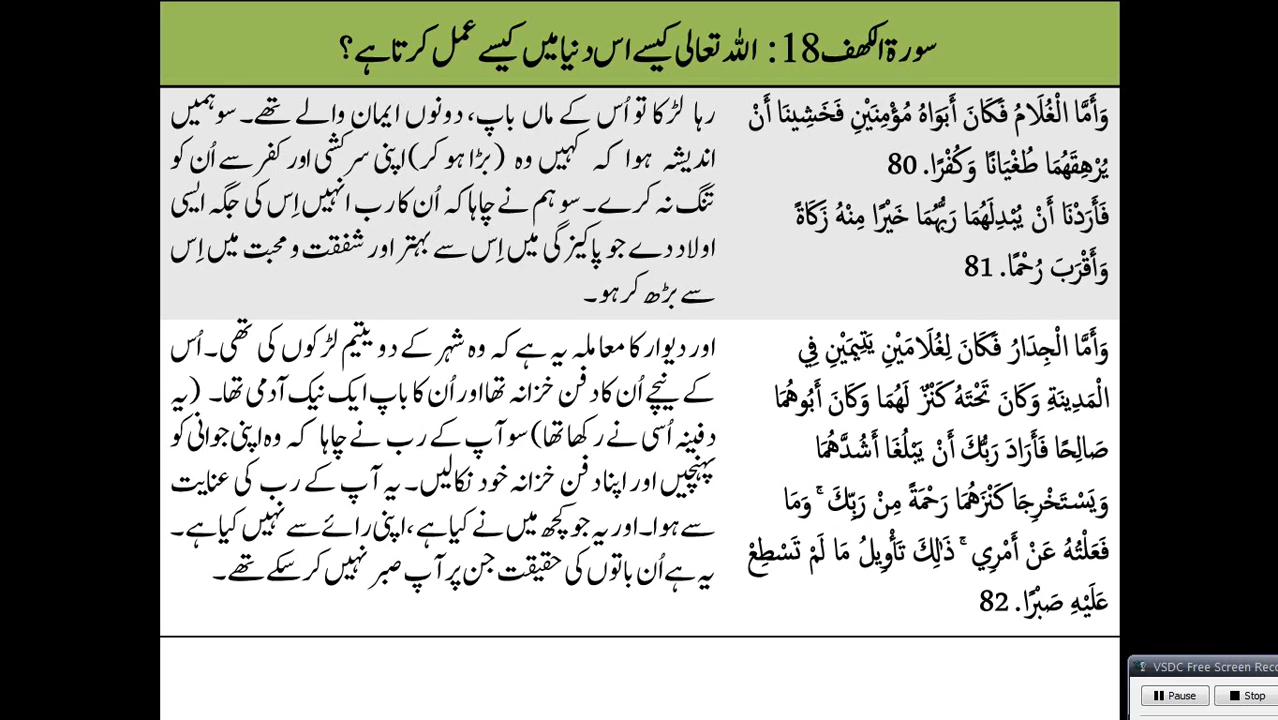 سورۃ الکہف 18: اللہ تعالی کیسے اس دنیا میں کیسے عمل کرتا ہے؟
وَأَمَّا الْغُلَامُ فَكَانَ أَبَوَاهُ مُؤْمِنَيْنِ فَخَشِينَا أَنْ
يُرْهِقَهُمَا طُغْيَانًا وَكُفْرًا. 80
فَأَرَدْنَا أَنْ يُبْدِلَهُمَا رَبُّهُمَا خَيْرًا مِنْهُ زَكَاةً
وَأَقْرَبَ رُحْمًا. 81
رہا لڑکا تو اُس کے ماں باپ، دونوں ایمان والے تھے۔ سو ہمیں
اندیشہ ہوا کہ کہیں وہ (بڑا ہو کر) اپنی سرکشی اور کفر سے اُن کو
تنگ نہ کرے۔ سو ہم نے چاہا کہ اُن کا رب انہیں اِس کی جگہ ایسی
اولاد دے جو پاکیزگی میں اِس سے بہتر اور شفقت و محبت میں اِس
سے بڑھ کر ہو۔
وَأَمَّا الْجِدَارُ فَكَانَ لِغُلَامَيْنِ يَتِيمَيْنِ فِي
الْمَدِينَةِ وَكَانَ تَحْتَهُ كَنْزٌ لَهُمَا وَكَانَ أَبُوهُمَا
صَالِحًا فَأَرَادَ رَبُّكَ أَنْ يَبْلُغَا أَشُدَّهُمَا
وَيَسْتَخْرِجَا كَنْزَهُمَا رَحْمَةً مِنْ رَبِّكَ ۚ وَمَا
فَعَلْتُهُ عَنْ أَمْرِي ۚ ذَٰلِكَ تَأْوِيلُ مَا لَمْ تَسْطِعْ
عَلَيْهِ صَبْرًا. 82
اور دیوار کا معاملہ یہ ہے کہ وہ شہر کے دو یتیم لڑکوں کی تھی۔ اُس
کے نیچے اُن کا دفن خزانہ تھا اور اُن کا باپ ایک نیک آدمی تھا۔ (یہ
دفینہ اُسی نے رکھا تھا) سو آپ کے رب نے چاہا کہ وہ اپنی جوانی کو
پہنچیں اور اپنا دفن خزانہ خود نکالیں۔ یہ آپ کے رب کی عنایت
سے ہوا۔ اور یہ جو کچھ میں نے کیا ہے، اپنی رائے سے نہیں کیا ہے۔
یہ ہے اُن باتوں کی حقیقت جن پر آپ صبر نہیں کر سکے تھے۔
VSDC Free Screen Rec
Pause
Stop